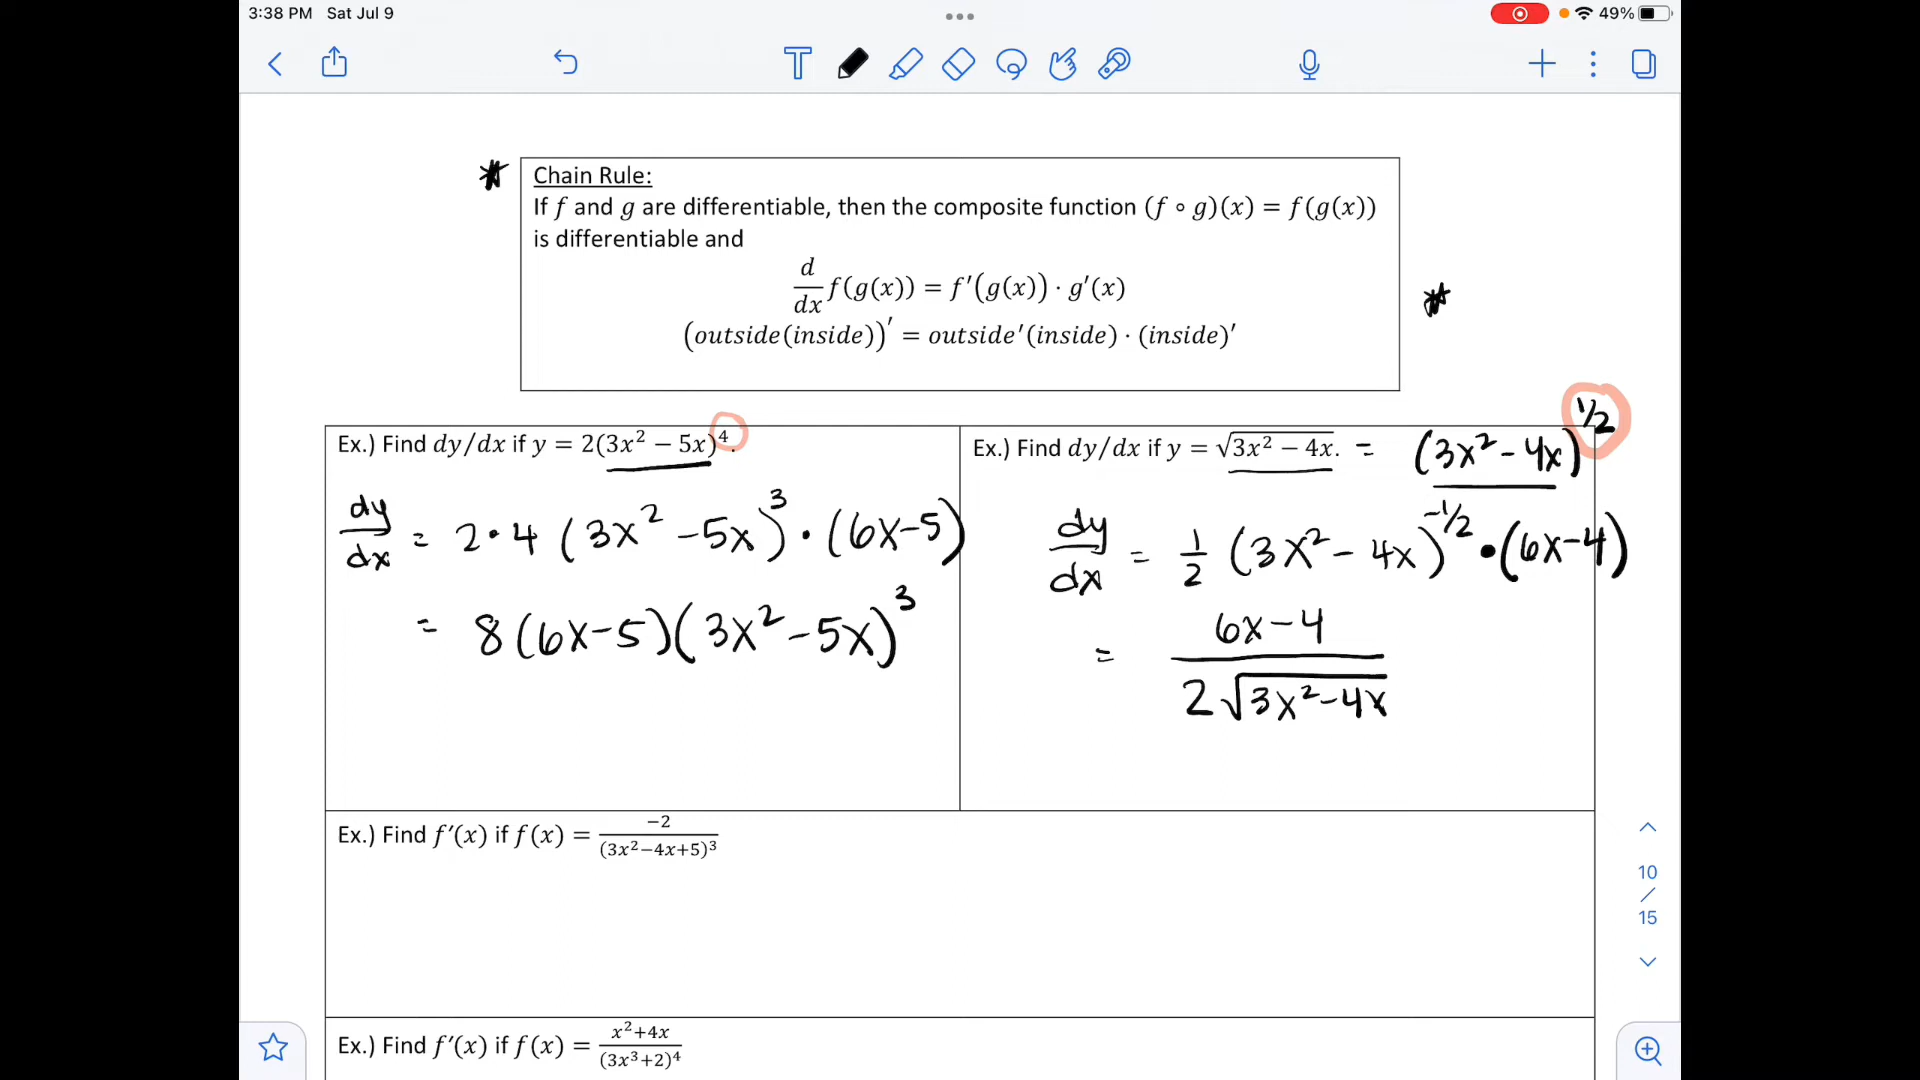 3:38 PM Sat Jul 9
49%
T
Chain Rule:
If f and g are differentiable, then the composite function (f ∘ g)(x) = f(g(x))
is differentiable and
d/dx f(g(x)) = f′(g(x)) · g′(x)
(outside(inside))′ = outside′(inside) · (inside)′
Ex.) Find dy/dx if y = 2(3x² − 5x)⁴.
dy/dx = 2 • 4 (3x² − 5x)³ • (6x−5)
= 8 (6x−5)(3x² − 5x)³
Ex.) Find dy/dx if y = √(3x² − 4x). = (3x² − 4x)^1/2
dy/dx = 1/2 (3x² − 4x)^−1/2 • (6x−4)
= (6x−4) / (2√(3x²−4x))
Ex.) Find f′(x) if f(x) = −2/(3x²−4x+5)³
Ex.) Find f′(x) if f(x) = (x²+4x)/(3x³+2)⁴
10
/
15